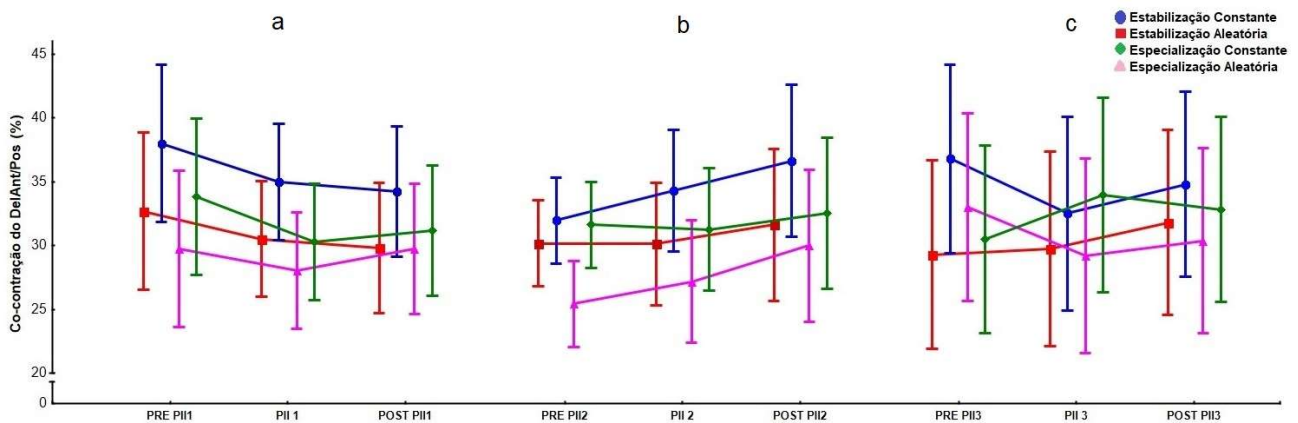 a
b
c
Estabilização Constante
Estabilização Aleatória
Especialização Constante
Especialização Aleatória
Co-contração do DelAnt/Pos (%)
45
40
35
30
25
20
0
PRE PII1
PII 1
POST PII1
PRE PII2
PII 2
POST PII2
PRE PII3
PII 3
POST PII3